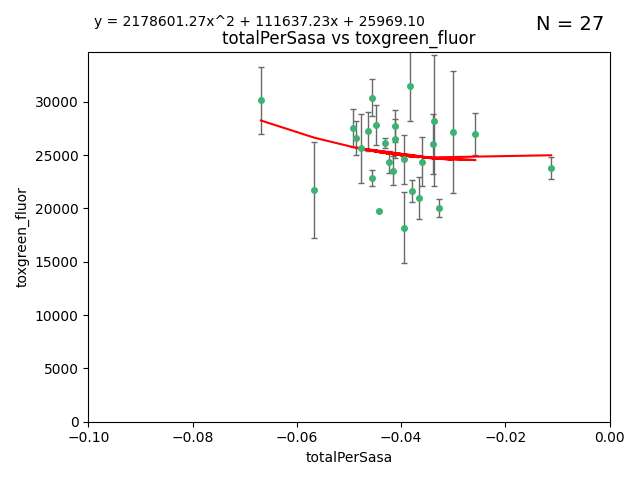 y = 2178601.27x^2 + 111637.23x + 25969.10
N = 27
totalPerSasa vs toxgreen_fluor
toxgreen_fluor
30000
25000
20000
15000
10000
5000
0
−0.10
−0.08
−0.06
−0.04
−0.02
0.00
totalPerSasa